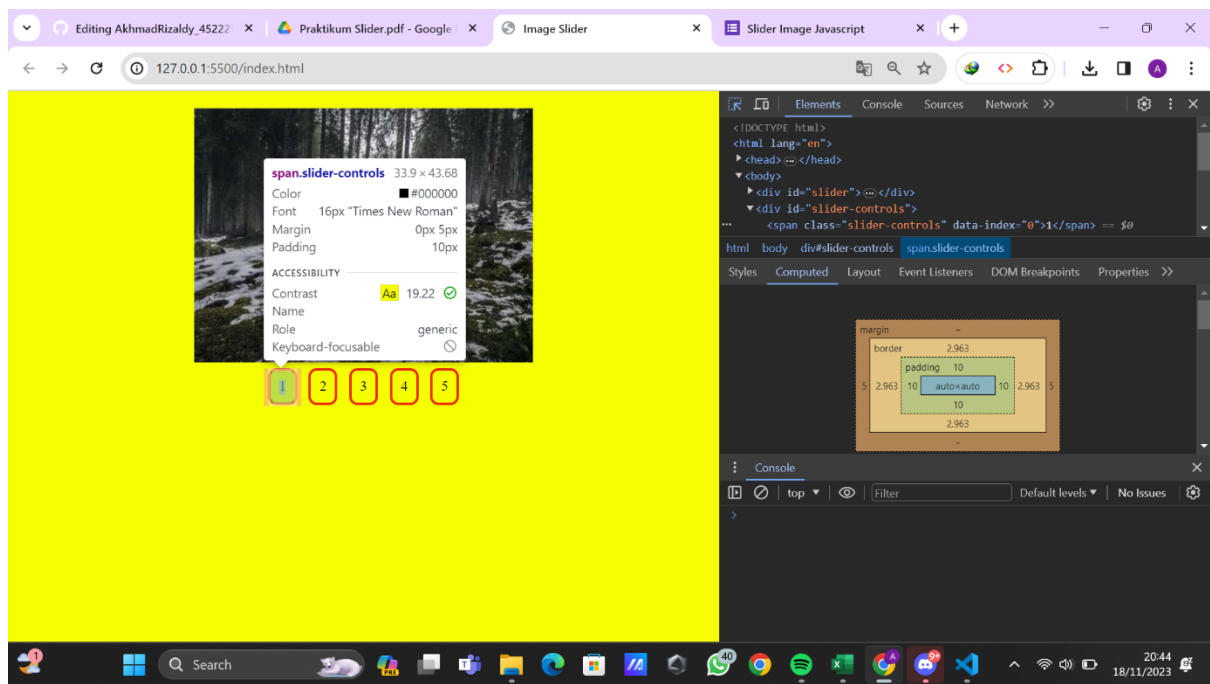 Editing AkhmadRizaldy_45222
Praktikum Slider.pdf - Google
Image Slider
Slider Image Javascript
127.0.0.1:5500/index.html
A
Elements Console Sources Network
<!DOCTYPE html>
<html lang="en">
<head> ... </head>
<body>
<div id="slider"> ... </div>
<div id="slider-controls">
... <span class="slider-controls" data-index="0">1</span> == $0
html body div#slider-controls span.slider-controls
Styles Computed Layout Event Listeners DOM Breakpoints Properties
span.slider-controls 33.9 × 43.68
Color #000000
Font 16px "Times New Roman"
Margin 0px 5px
Padding 10px
ACCESSIBILITY
Contrast Aa 19.22
Name
Role generic
Keyboard-focusable
1 2 3 4 5
margin –
border 2.963
padding 10
5 2.963 10 auto×auto 10 2.963 5
10
2.963
–
Console
top Filter Default levels No Issues
>
1
Search
PRE
40
A
9+
20:44
18/11/2023